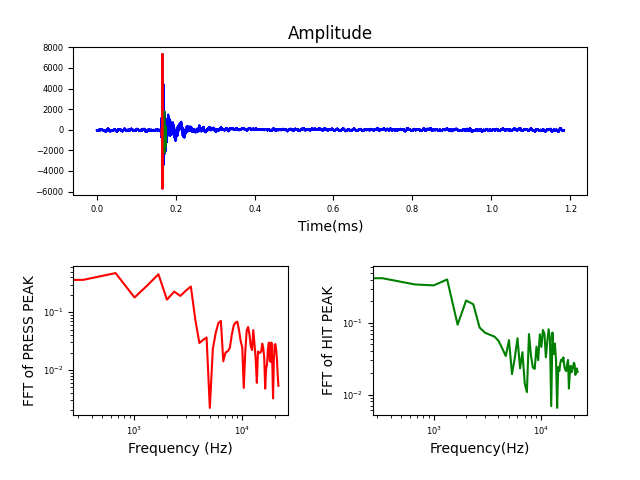 Amplitude
8000
6000
4000
2000
0
−2000
−4000
−6000
0.0 0.2 0.4 0.6 0.8 1.0 1.2
Time(ms)
FFT of PRESS PEAK
10⁻¹
10⁻²
10³ 10⁴
Frequency (Hz)
FFT of HIT PEAK
10⁻¹
10⁻²
10³ 10⁴
Frequency(Hz)